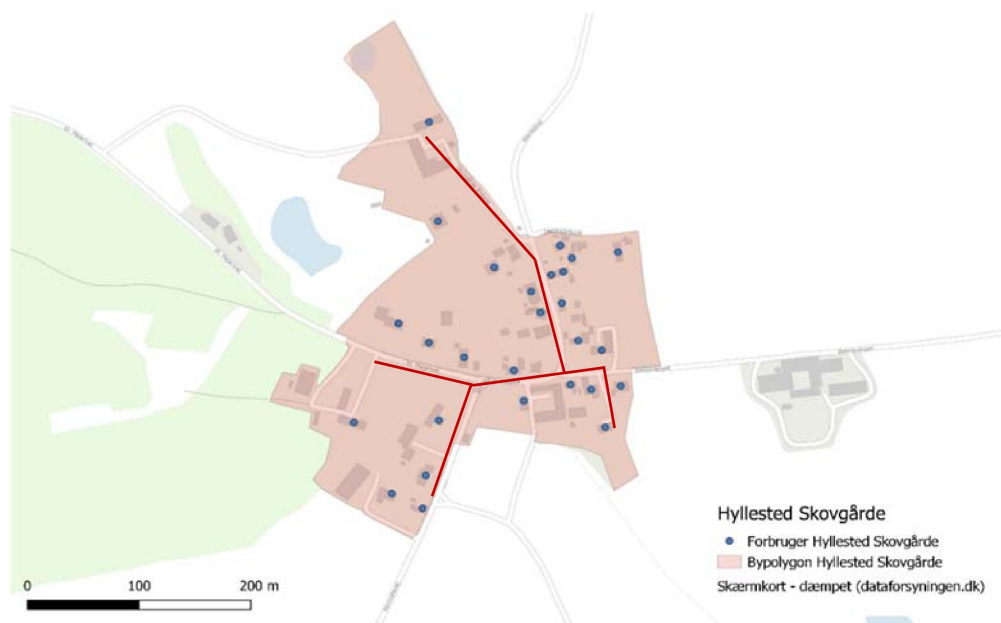 Hyllested Skovgårde
Forbruger Hyllested Skovgårde
Bypolygon Hyllested Skovgårde
Skærmkort - dæmpet (dataforsyningen.dk)
0 100 200 m